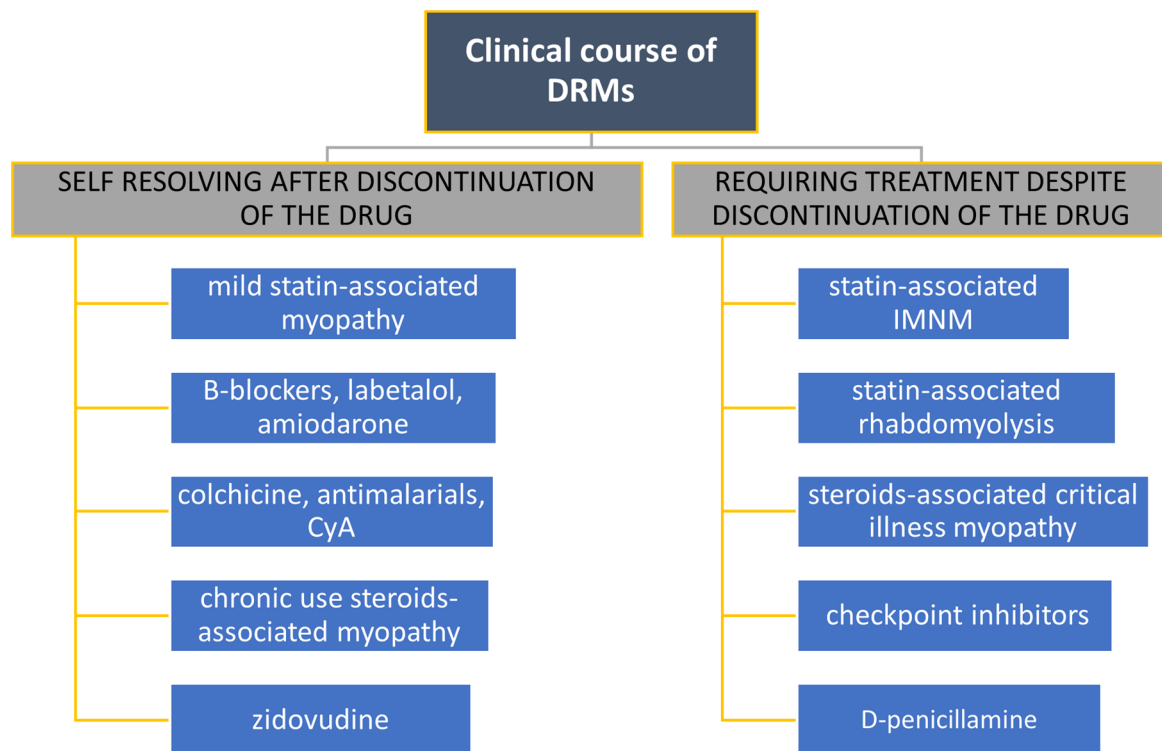 Clinical course of
DRMs
SELF RESOLVING AFTER DISCONTINUATION
OF THE DRUG
mild statin-associated
myopathy
B-blockers, labetalol,
amiodarone
colchicine, antimalarials,
CyA
chronic use steroids-
associated myopathy
zidovudine
REQUIRING TREATMENT DESPITE
DISCONTINUATION OF THE DRUG
statin-associated
IMNM
statin-associated
rhabdomyolysis
steroids-associated critical
illness myopathy
checkpoint inhibitors
D-penicillamine